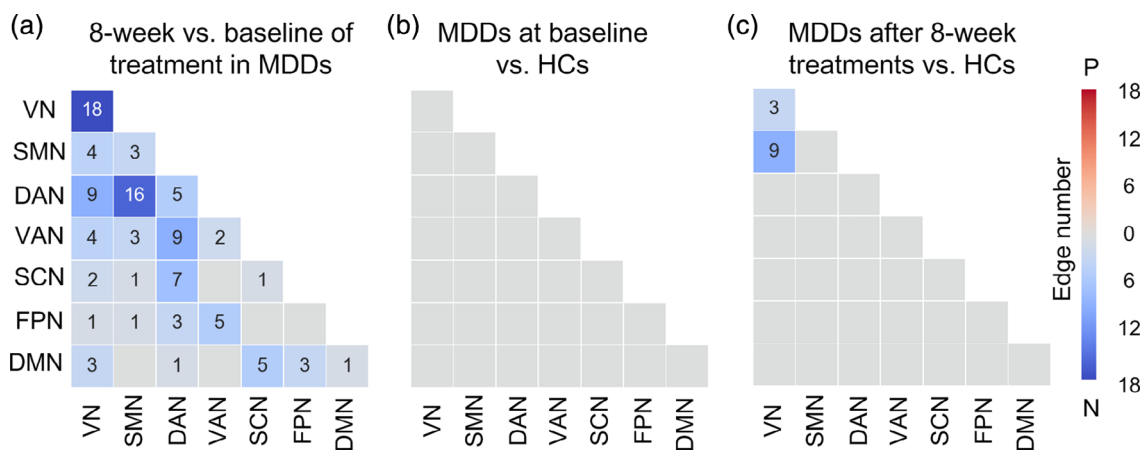 (a) 8-week vs. baseline of
treatment in MDDs
(b) MDDs at baseline
vs. HCs
(c) MDDs after 8-week
treatments vs. HCs
VN 18
SMN 4 3
DAN 9 16 5
VAN 4 3 9 2
SCN 2 1 7 1
FPN 1 1 3 5
DMN 3 1 5 3 1
VN SMN DAN VAN SCN FPN DMN
VN SMN DAN VAN SCN FPN DMN
3
9
VN SMN DAN VAN SCN FPN DMN
P
18
12
6
0
6
12
18
N
Edge number